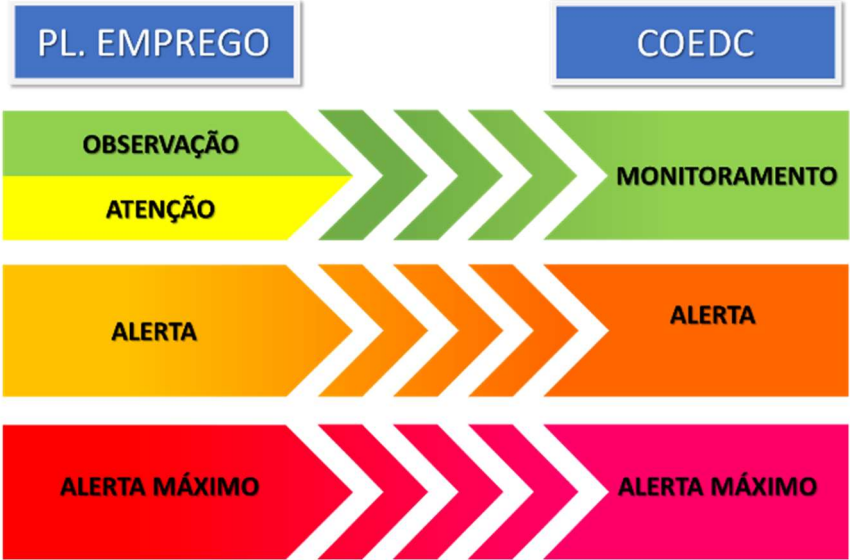 PL. EMPREGO
COEDC
OBSERVAÇÃO
ATENÇÃO
MONITORAMENTO
ALERTA
ALERTA
ALERTA MÁXIMO
ALERTA MÁXIMO